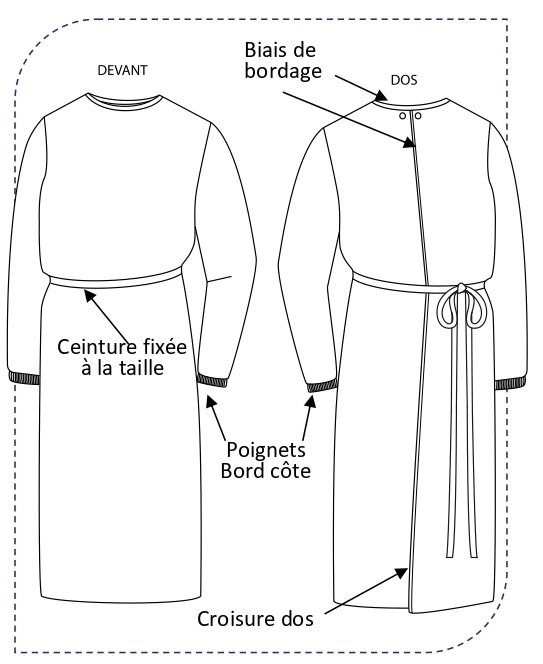 Biais de
bordage
DEVANT
DOS
Ceinture fixée
à la taille
Poignets
Bord côte
Croisure dos